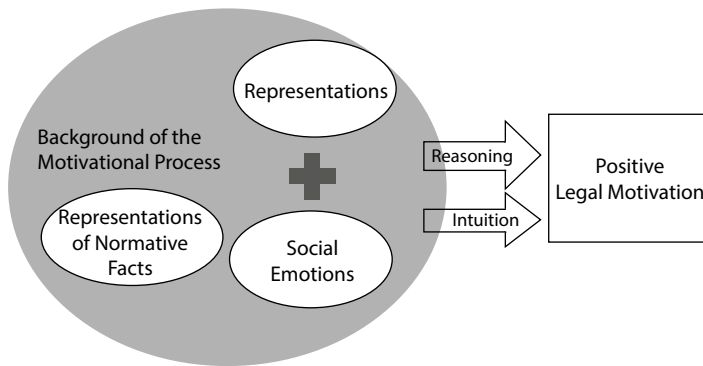 Representations
Background of the
Motivational Process
Representations
of Normative
Facts
Social
Emotions
Reasoning
Intuition
Positive
Legal Motivation